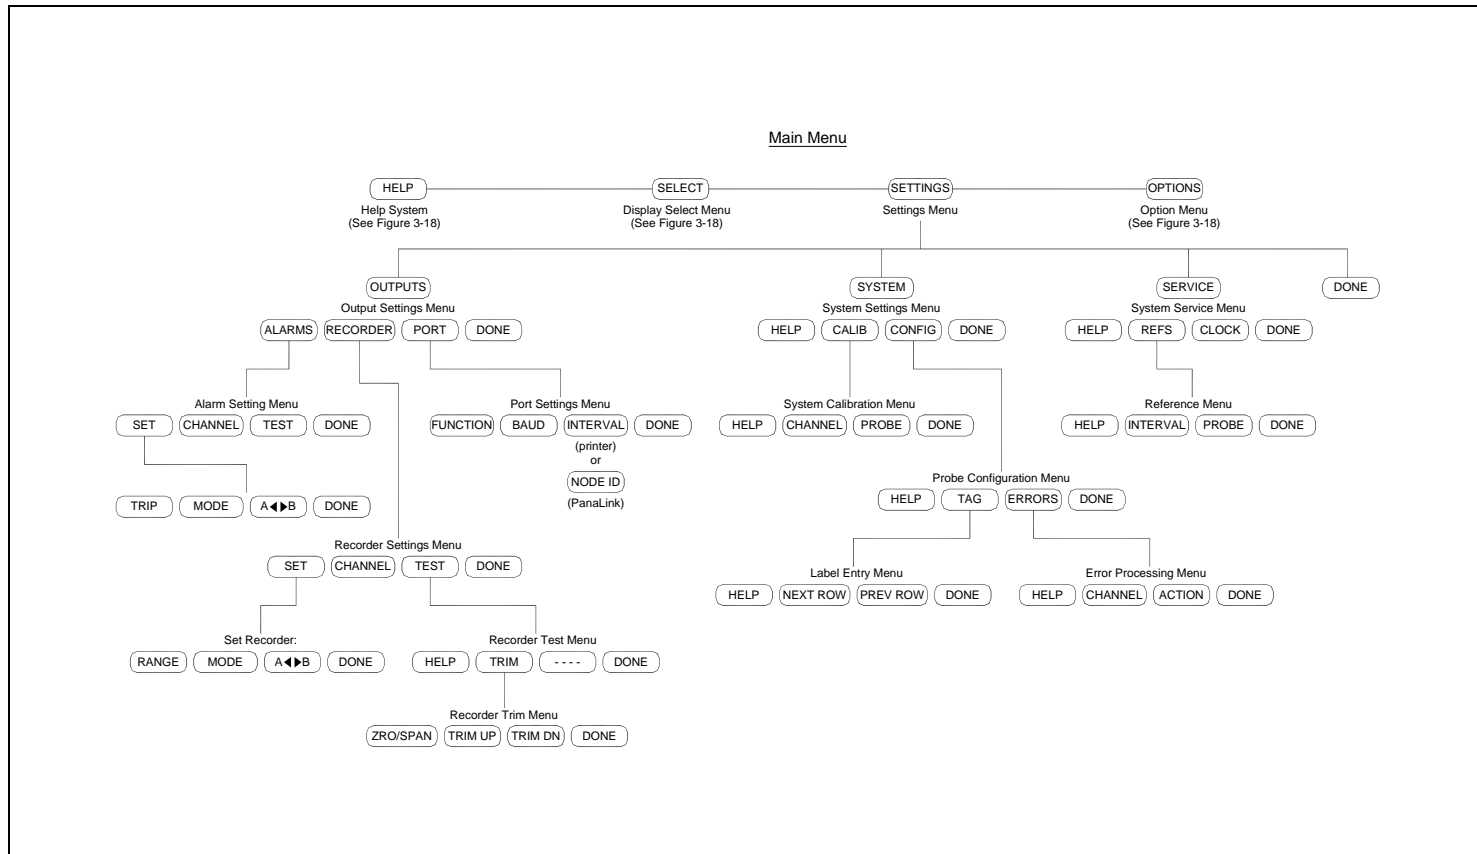 Main Menu
HELP SELECT SETTINGS OPTIONS
Help System Display Select Menu Settings Menu Option Menu
(See Figure 3-18) (See Figure 3-18) (See Figure 3-18)
OUTPUTS SYSTEM SERVICE DONE
Output Settings Menu System Settings Menu System Service Menu
ALARMS RECORDER PORT DONE HELP CALIB CONFIG DONE HELP REFS CLOCK DONE
Alarm Setting Menu Port Settings Menu System Calibration Menu Reference Menu
SET CHANNEL TEST DONE FUNCTION BAUD INTERVAL DONE HELP CHANNEL PROBE DONE HELP INTERVAL PROBE DONE
(printer)
or
NODE ID
(PanaLink)
Probe Configuration Menu
HELP TAG ERRORS DONE
TRIP MODE A◀▶B DONE
Recorder Settings Menu
SET CHANNEL TEST DONE
Label Entry Menu Error Processing Menu
HELP NEXT ROW PREV ROW DONE HELP CHANNEL ACTION DONE
Set Recorder: Recorder Test Menu
RANGE MODE A◀▶B DONE HELP TRIM - - - - DONE
Recorder Trim Menu
ZRO/SPAN TRIM UP TRIM DN DONE